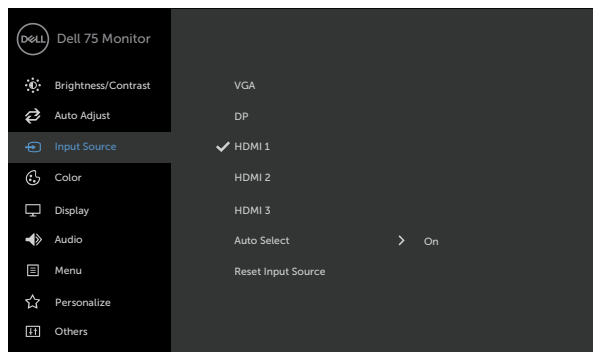 DELL Dell 75 Monitor
Brightness/Contrast
VGA
Auto Adjust
DP
Input Source
HDMI 1
Color
HDMI 2
Display
HDMI 3
Audio
Auto Select
On
Menu
Reset Input Source
Personalize
Others